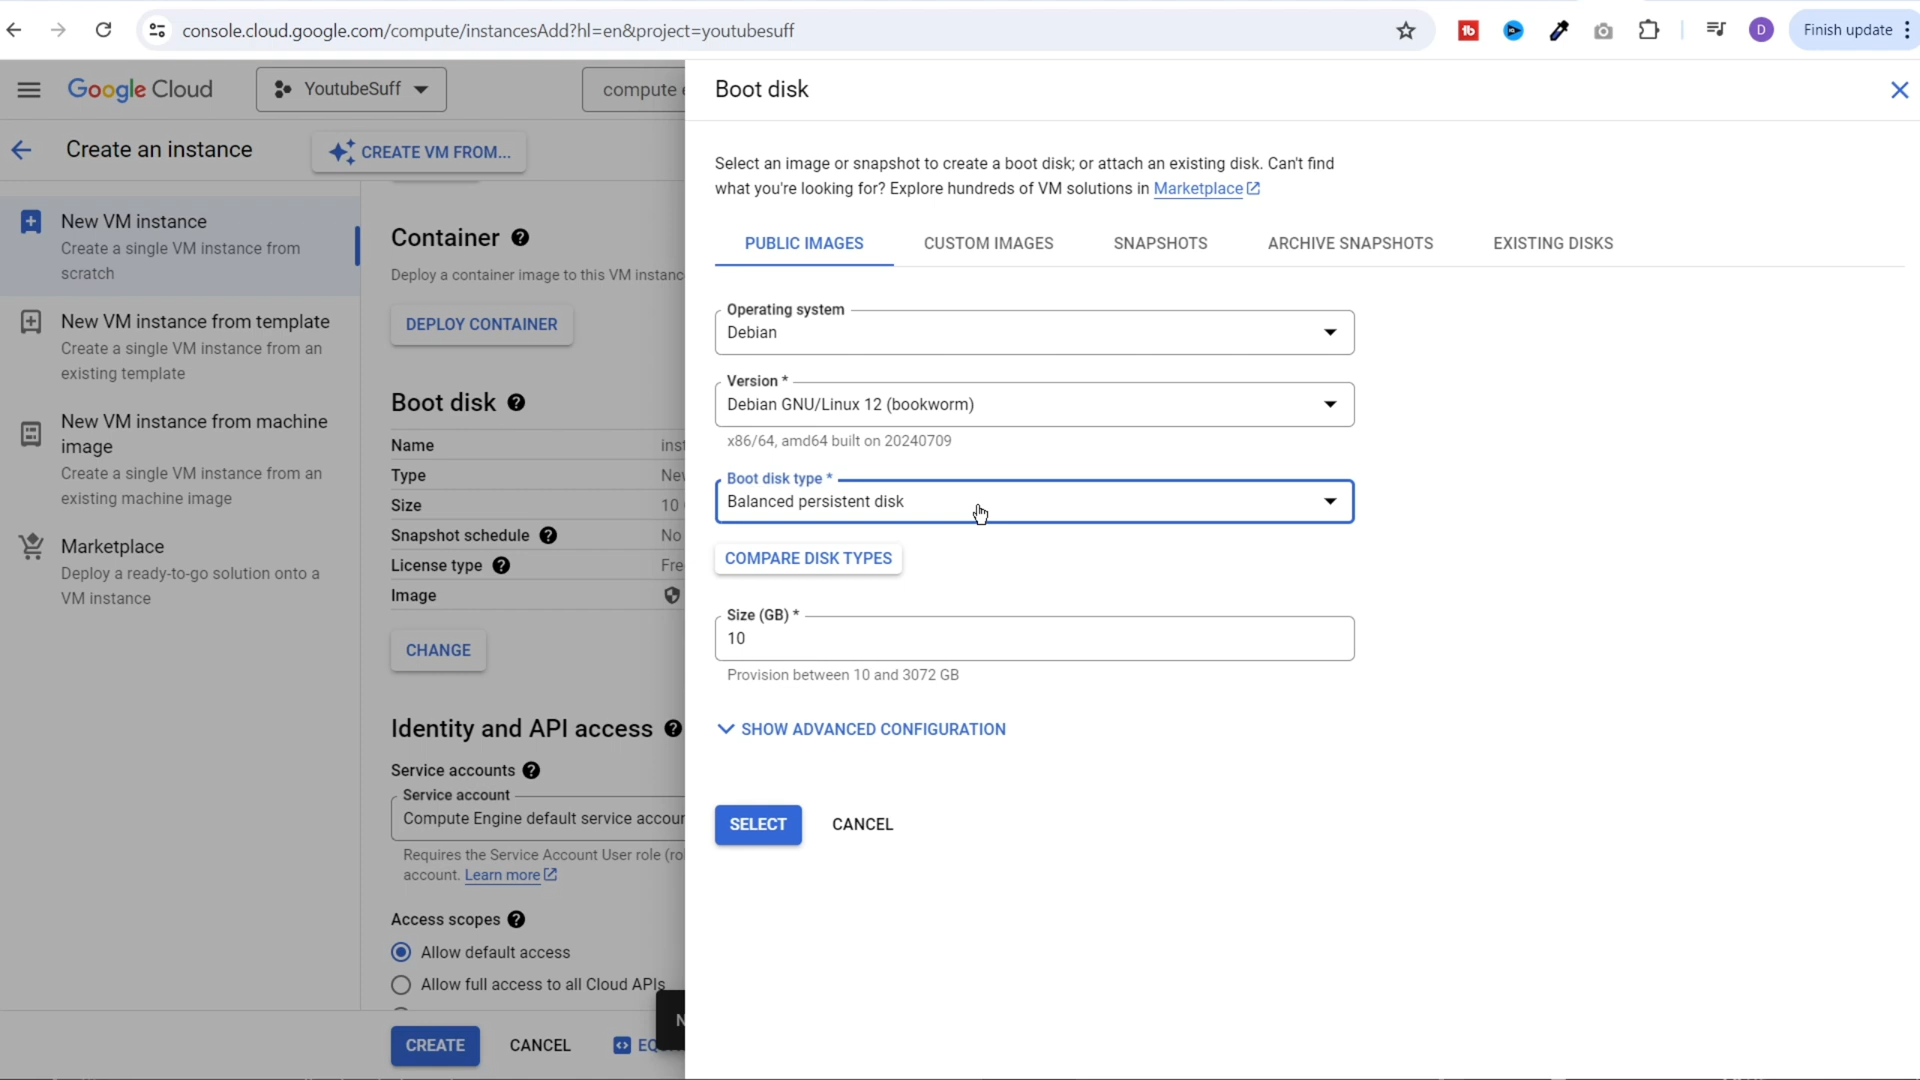 console.cloud.google.com/compute/instancesAdd?hl=en&project=youtubesuff
D
Finish update
Google Cloud
YoutubeSuff
compute e
Create an instance
CREATE VM FROM...
New VM instance
Create a single VM instance from
scratch
New VM instance from template
Create a single VM instance from an
existing template
New VM instance from machine
image
Create a single VM instance from an
existing machine image
Marketplace
Deploy a ready-to-go solution onto a
VM instance
Container
Deploy a container image to this VM instanc
DEPLOY CONTAINER
Boot disk
Name inst
Type Nev
Size 10
Snapshot schedule No
License type Fre
Image
CHANGE
Identity and API access
Service accounts
Service account
Compute Engine default service accour
Requires the Service Account User role (ro
account. Learn more
Access scopes
Allow default access
Allow full access to all Cloud APIs
CREATE
CANCEL
EQ
N
Boot disk
Select an image or snapshot to create a boot disk; or attach an existing disk. Can't find
what you're looking for? Explore hundreds of VM solutions in Marketplace
PUBLIC IMAGES
CUSTOM IMAGES
SNAPSHOTS
ARCHIVE SNAPSHOTS
EXISTING DISKS
Operating system
Debian
Version *
Debian GNU/Linux 12 (bookworm)
x86/64, amd64 built on 20240709
Boot disk type *
Balanced persistent disk
COMPARE DISK TYPES
Size (GB) *
10
Provision between 10 and 3072 GB
SHOW ADVANCED CONFIGURATION
SELECT
CANCEL